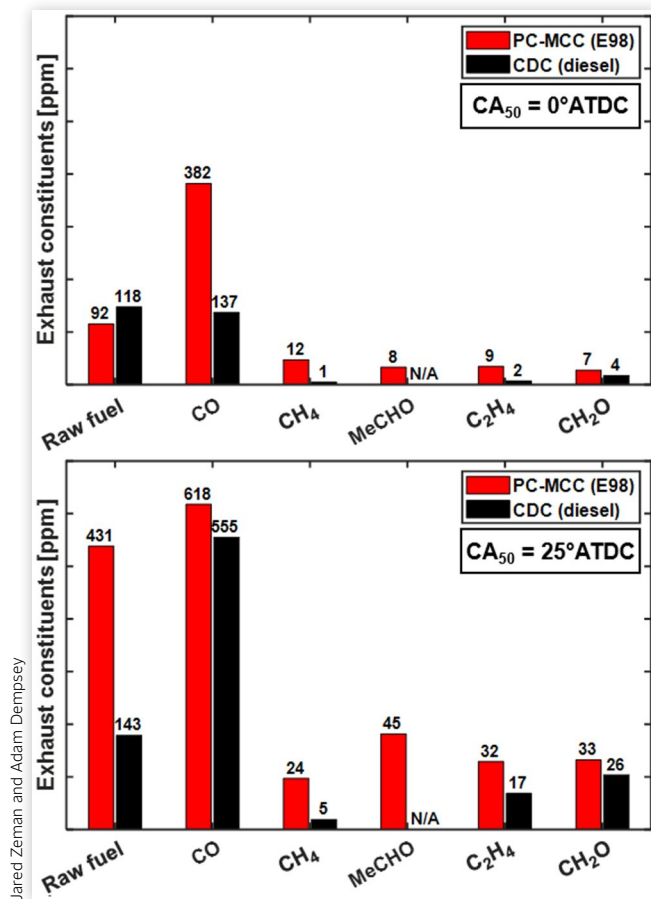 PC-MCC (E98)
CDC (diesel)
CA50 = 0°ATDC
Exhaust constituents [ppm]
92
118
382
137
12
1
8
N/A
9
2
7
4
Raw fuel
CO
CH4
MeCHO
C2H4
CH2O
PC-MCC (E98)
CDC (diesel)
CA50 = 25°ATDC
Exhaust constituents [ppm]
431
143
618
555
24
5
45
N/A
32
17
33
26
Raw fuel
CO
CH4
MeCHO
C2H4
CH2O
Jared Zeman and Adam Dempsey